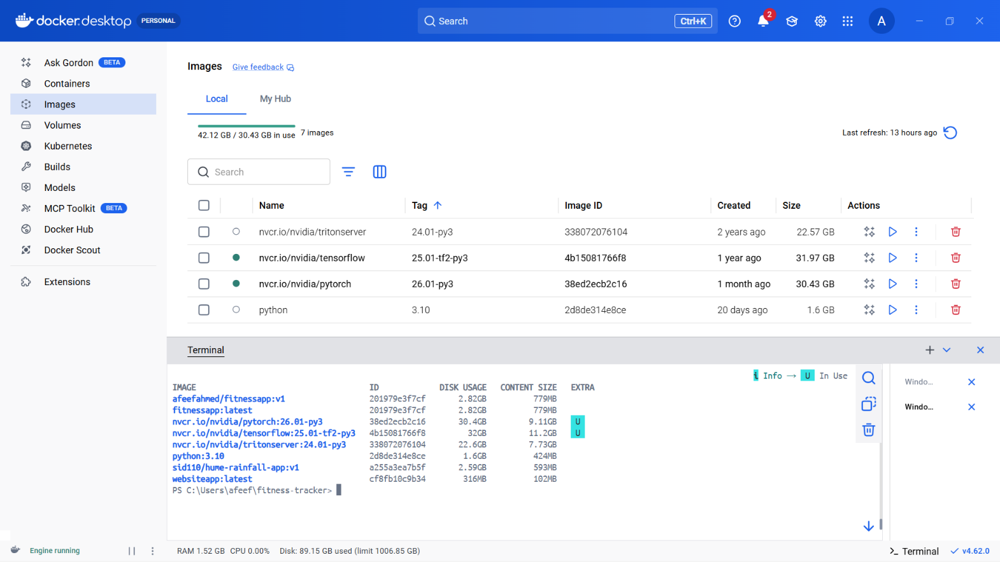 docker.desktop PERSONAL
Search Ctrl+K
2
A
Ask Gordon BETA
Containers
Images
Volumes
Kubernetes
Builds
Models
MCP Toolkit BETA
Docker Hub
Docker Scout
Extensions
Images Give feedback
Local My Hub
42.12 GB / 30.43 GB in use 7 images
Last refresh: 13 hours ago
Search
Name Tag Image ID Created Size Actions
nvcr.io/nvidia/tritonserver 24.01-py3 338072076104 2 years ago 22.57 GB
nvcr.io/nvidia/tensorflow 25.01-tf2-py3 4b15081766f8 1 year ago 31.97 GB
nvcr.io/nvidia/pytorch 26.01-py3 38ed2ecb2c16 1 month ago 30.43 GB
python 3.10 2d8de314e8ce 20 days ago 1.6 GB
Terminal
i Info → U In Use
IMAGE ID DISK USAGE CONTENT SIZE EXTRA
afeefahmed/fitnessapp:v1 201979e3f7cf 2.82GB 779MB
fitnessapp:latest 201979e3f7cf 2.82GB 779MB
nvcr.io/nvidia/pytorch:26.01-py3 38ed2ecb2c16 30.4GB 9.11GB U
nvcr.io/nvidia/tensorflow:25.01-tf2-py3 4b15081766f8 32GB 11.2GB U
nvcr.io/nvidia/tritonserver:24.01-py3 338072076104 22.6GB 7.73GB
python:3.10 2d8de314e8ce 1.6GB 424MB
sid110/hume-rainfall-app:v1 a255a3ea7b5f 2.59GB 593MB
websiteapp:latest cf8fb10c9b34 316MB 102MB
PS C:\Users\afeef\fitness-tracker>
Windo...
Windo...
Engine running
RAM 1.52 GB CPU 0.00% Disk: 89.15 GB used (limit 1006.85 GB)
>_ Terminal
v4.62.0